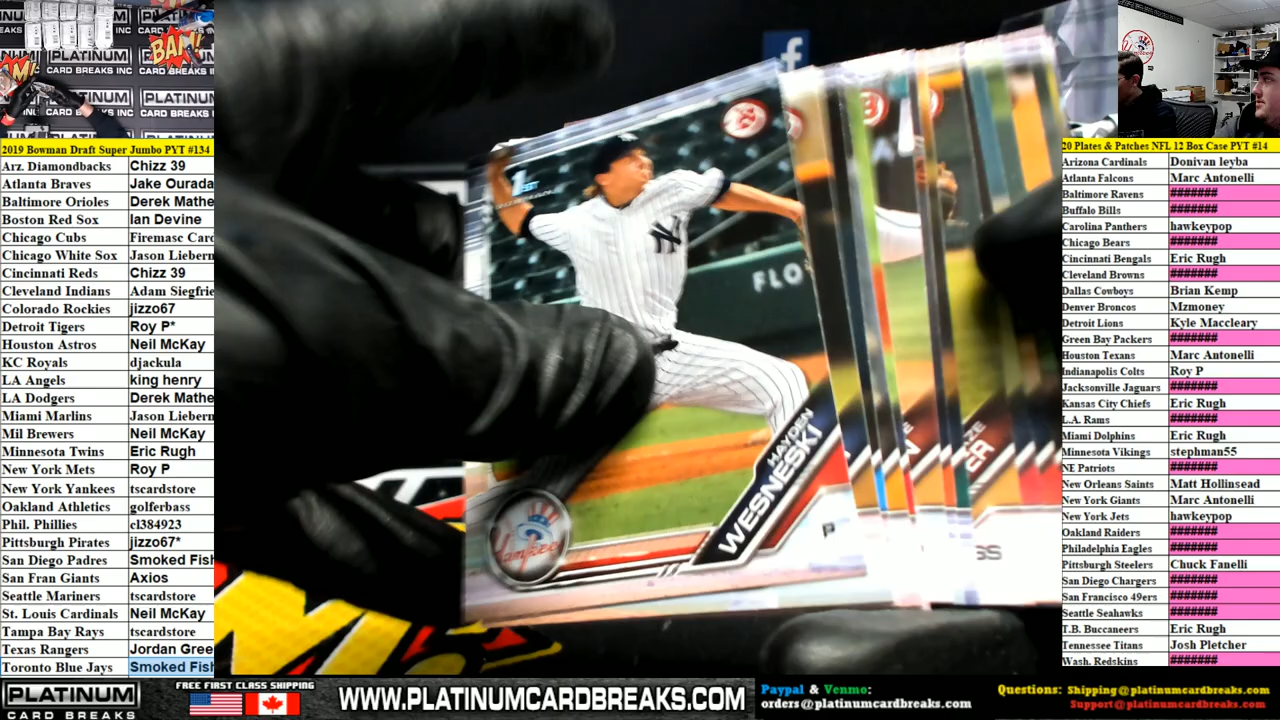 PLATINUM
CARD BREAKS INC
BAM!
2019 Bowman Draft Super Jumbo PYT #134
Arz. Diamondbacks Chizz 39
Atlanta Braves Jake Ourada
Baltimore Orioles Derek Mathe
Boston Red Sox Ian Devine
Chicago Cubs Firemasc Card
Chicago White Sox Jason Liebern
Cincinnati Reds Chizz 39
Cleveland Indians Adam Siegfrie
Colorado Rockies jizzo67
Detroit Tigers Roy P*
Houston Astros Neil McKay
KC Royals djackula
LA Angels king henry
LA Dodgers Derek Mathe
Miami Marlins Jason Liebern
Mil Brewers Neil McKay
Minnesota Twins Eric Rugh
New York Mets Roy P
New York Yankees tscardstore
Oakland Athletics golferbass
Phil. Phillies cl384923
Pittsburgh Pirates jizzo67*
San Diego Padres Smoked Fish
San Fran Giants Axios
Seattle Mariners tscardstore
St. Louis Cardinals Neil McKay
Tampa Bay Rays tscardstore
Texas Rangers Jordan Gree
Toronto Blue Jays Smoked Fish
FLO
HAYDEN
WESNESKI
P
20 Plates & Patches NFL 12 Box Case PYT #14
Arizona Cardinals Donivan leyba
Atlanta Falcons Marc Antonelli
Baltimore Ravens #######
Buffalo Bills #######
Carolina Panthers hawkeypop
Chicago Bears #######
Cincinnati Bengals Eric Rugh
Cleveland Browns #######
Dallas Cowboys Brian Kemp
Denver Broncos Mzmoney
Detroit Lions Kyle Maccleary
Green Bay Packers #######
Houston Texans Marc Antonelli
Indianapolis Colts Roy P
Jacksonville Jaguars #######
Kansas City Chiefs Eric Rugh
L.A. Rams #######
Miami Dolphins Eric Rugh
Minnesota Vikings stephman55
NE Patriots #######
New Orleans Saints Matt Hollinsead
New York Giants Marc Antonelli
New York Jets hawkeypop
Oakland Raiders #######
Philadelphia Eagles #######
Pittsburgh Steelers Chuck Fanelli
San Diego Chargers #######
San Francisco 49ers #######
Seattle Seahawks #######
T.B. Buccaneers Eric Rugh
Tennessee Titans Josh Pletcher
Wash. Redskins #######
PLATINUM
CARD BREAKS
FREE FIRST CLASS SHIPPING
WWW.PLATINUMCARDBREAKS.COM
Paypal & Venmo:
orders@platinumcardbreaks.com
Questions: Shipping@platinumcardbreaks.com
Support@platinumcardbreaks.com